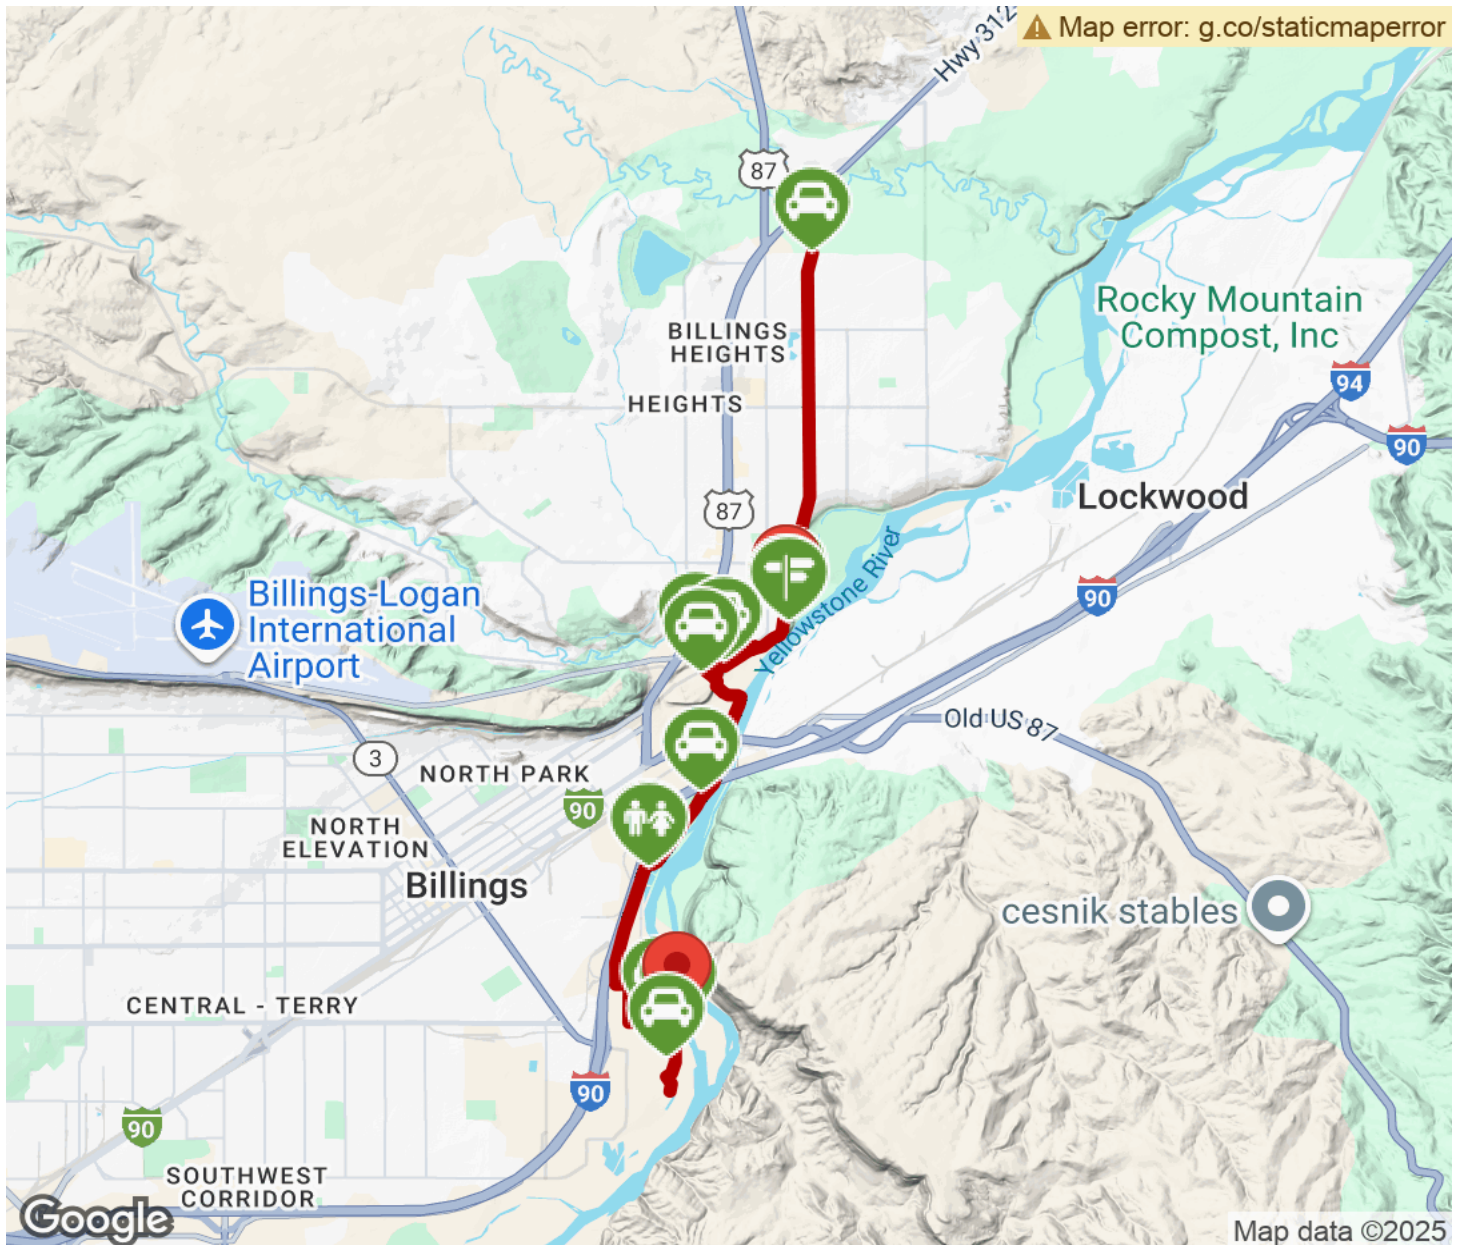 Map error: g.co/staticmaperror
Hwy 312
87
Rocky Mountain
Compost, Inc
BILLINGS
HEIGHTS
94
HEIGHTS
90
Lockwood
87
Yellowstone River
Billings-Logan
International
Airport
90
Old US 87
3
NORTH PARK
90
NORTH
ELEVATION
Billings
cesnik stables
CENTRAL - TERRY
90
90
SOUTHWEST
CORRIDOR
Google
Map data ©2025